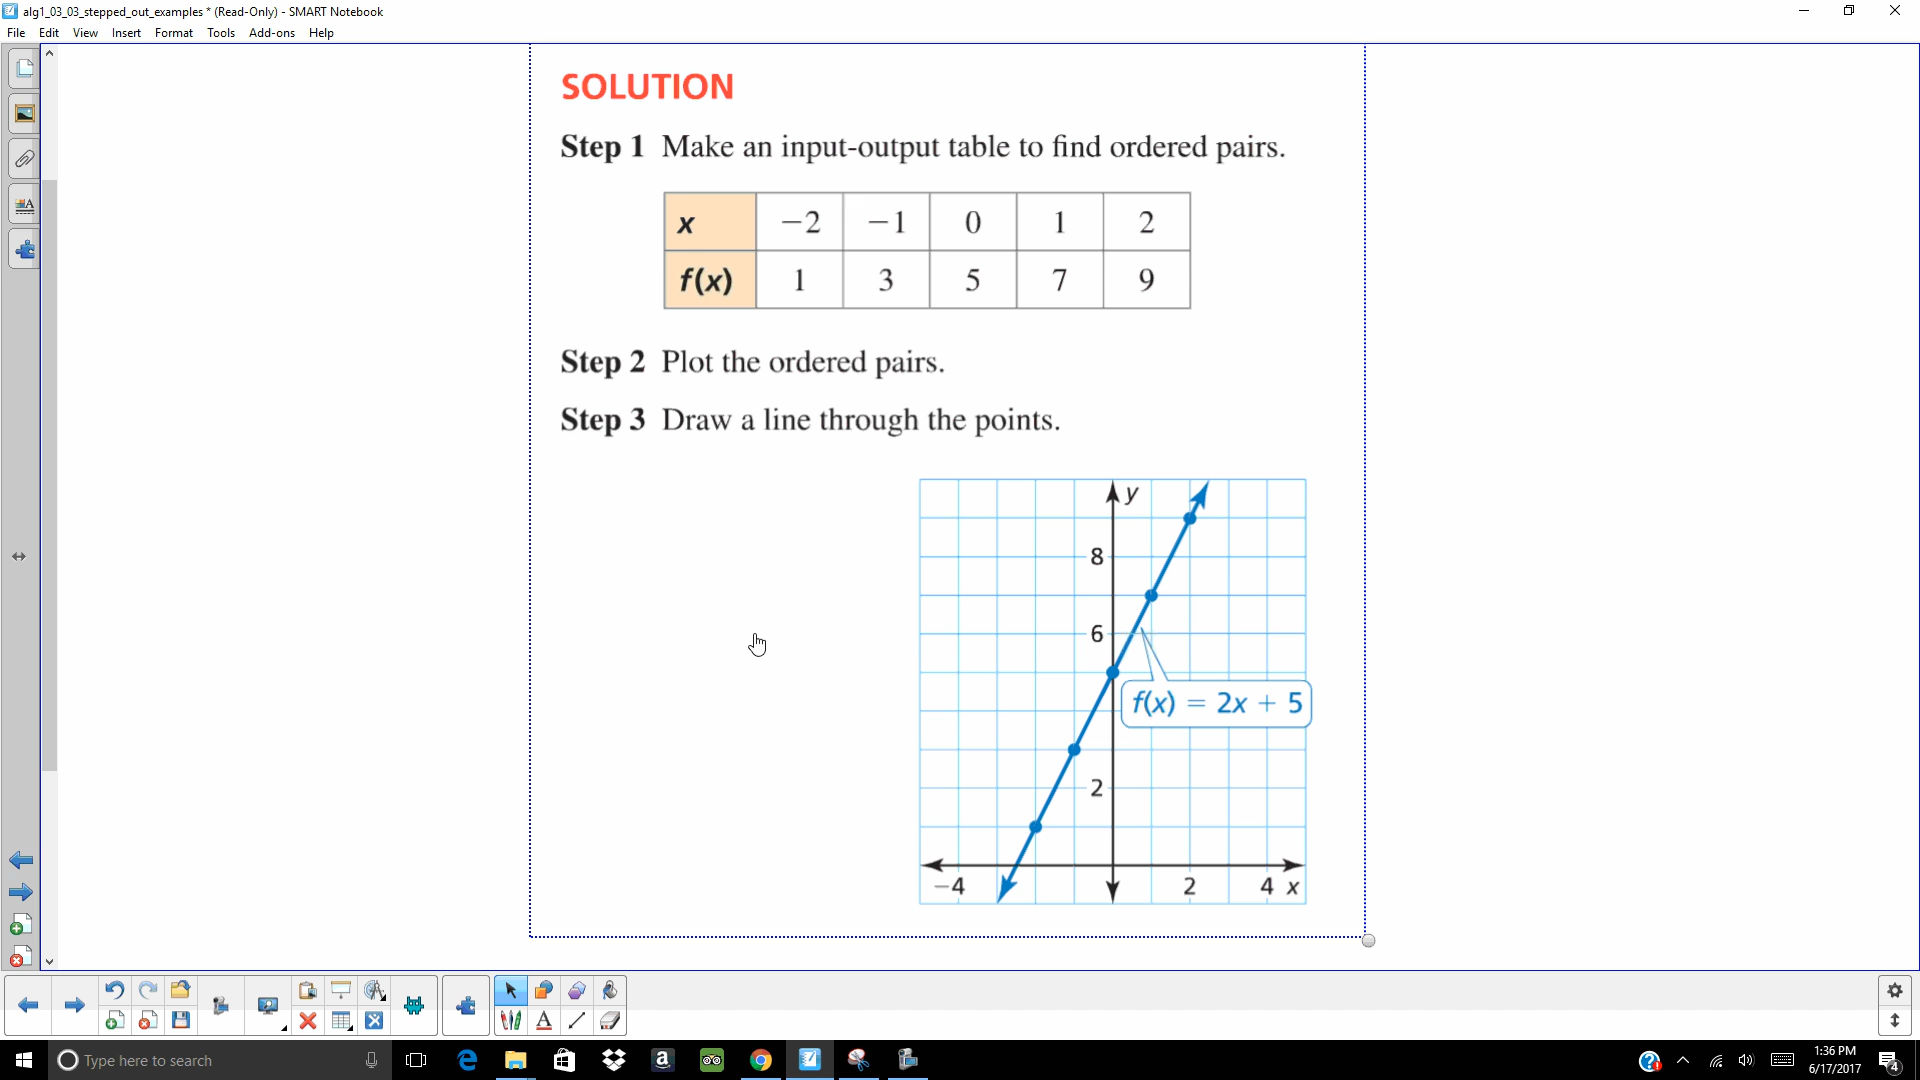 alg1_03_03_stepped_out_examples * (Read-Only) - SMART Notebook
File Edit View Insert Format Tools Add-ons Help
SOLUTION
Step 1 Make an input-output table to find ordered pairs.
x −2 −1 0 1 2
f(x) 1 3 5 7 9
Step 2 Plot the ordered pairs.
Step 3 Draw a line through the points.
y
8
6
f(x) = 2x + 5
2
−4 2 4 x
Type here to search
1:36 PM
6/17/2017
4